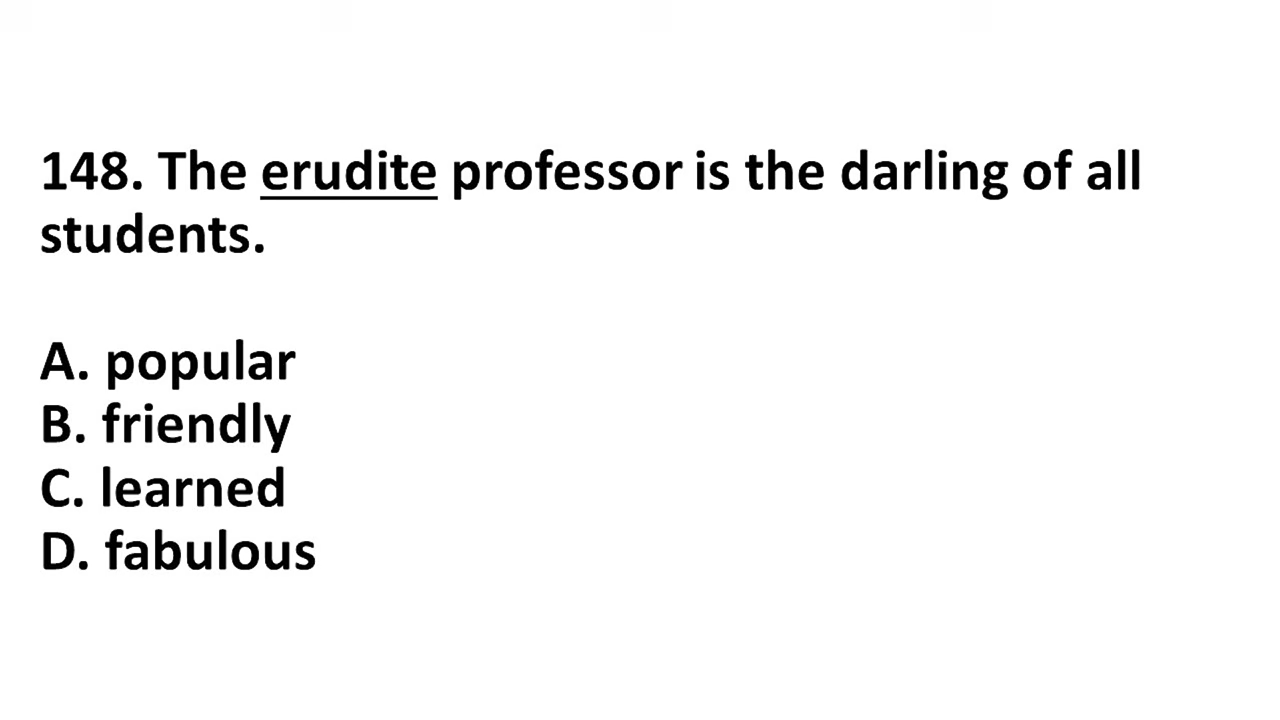 148. The erudite professor is the darling of all
students.
A. popular
B. friendly
C. learned
D. fabulous